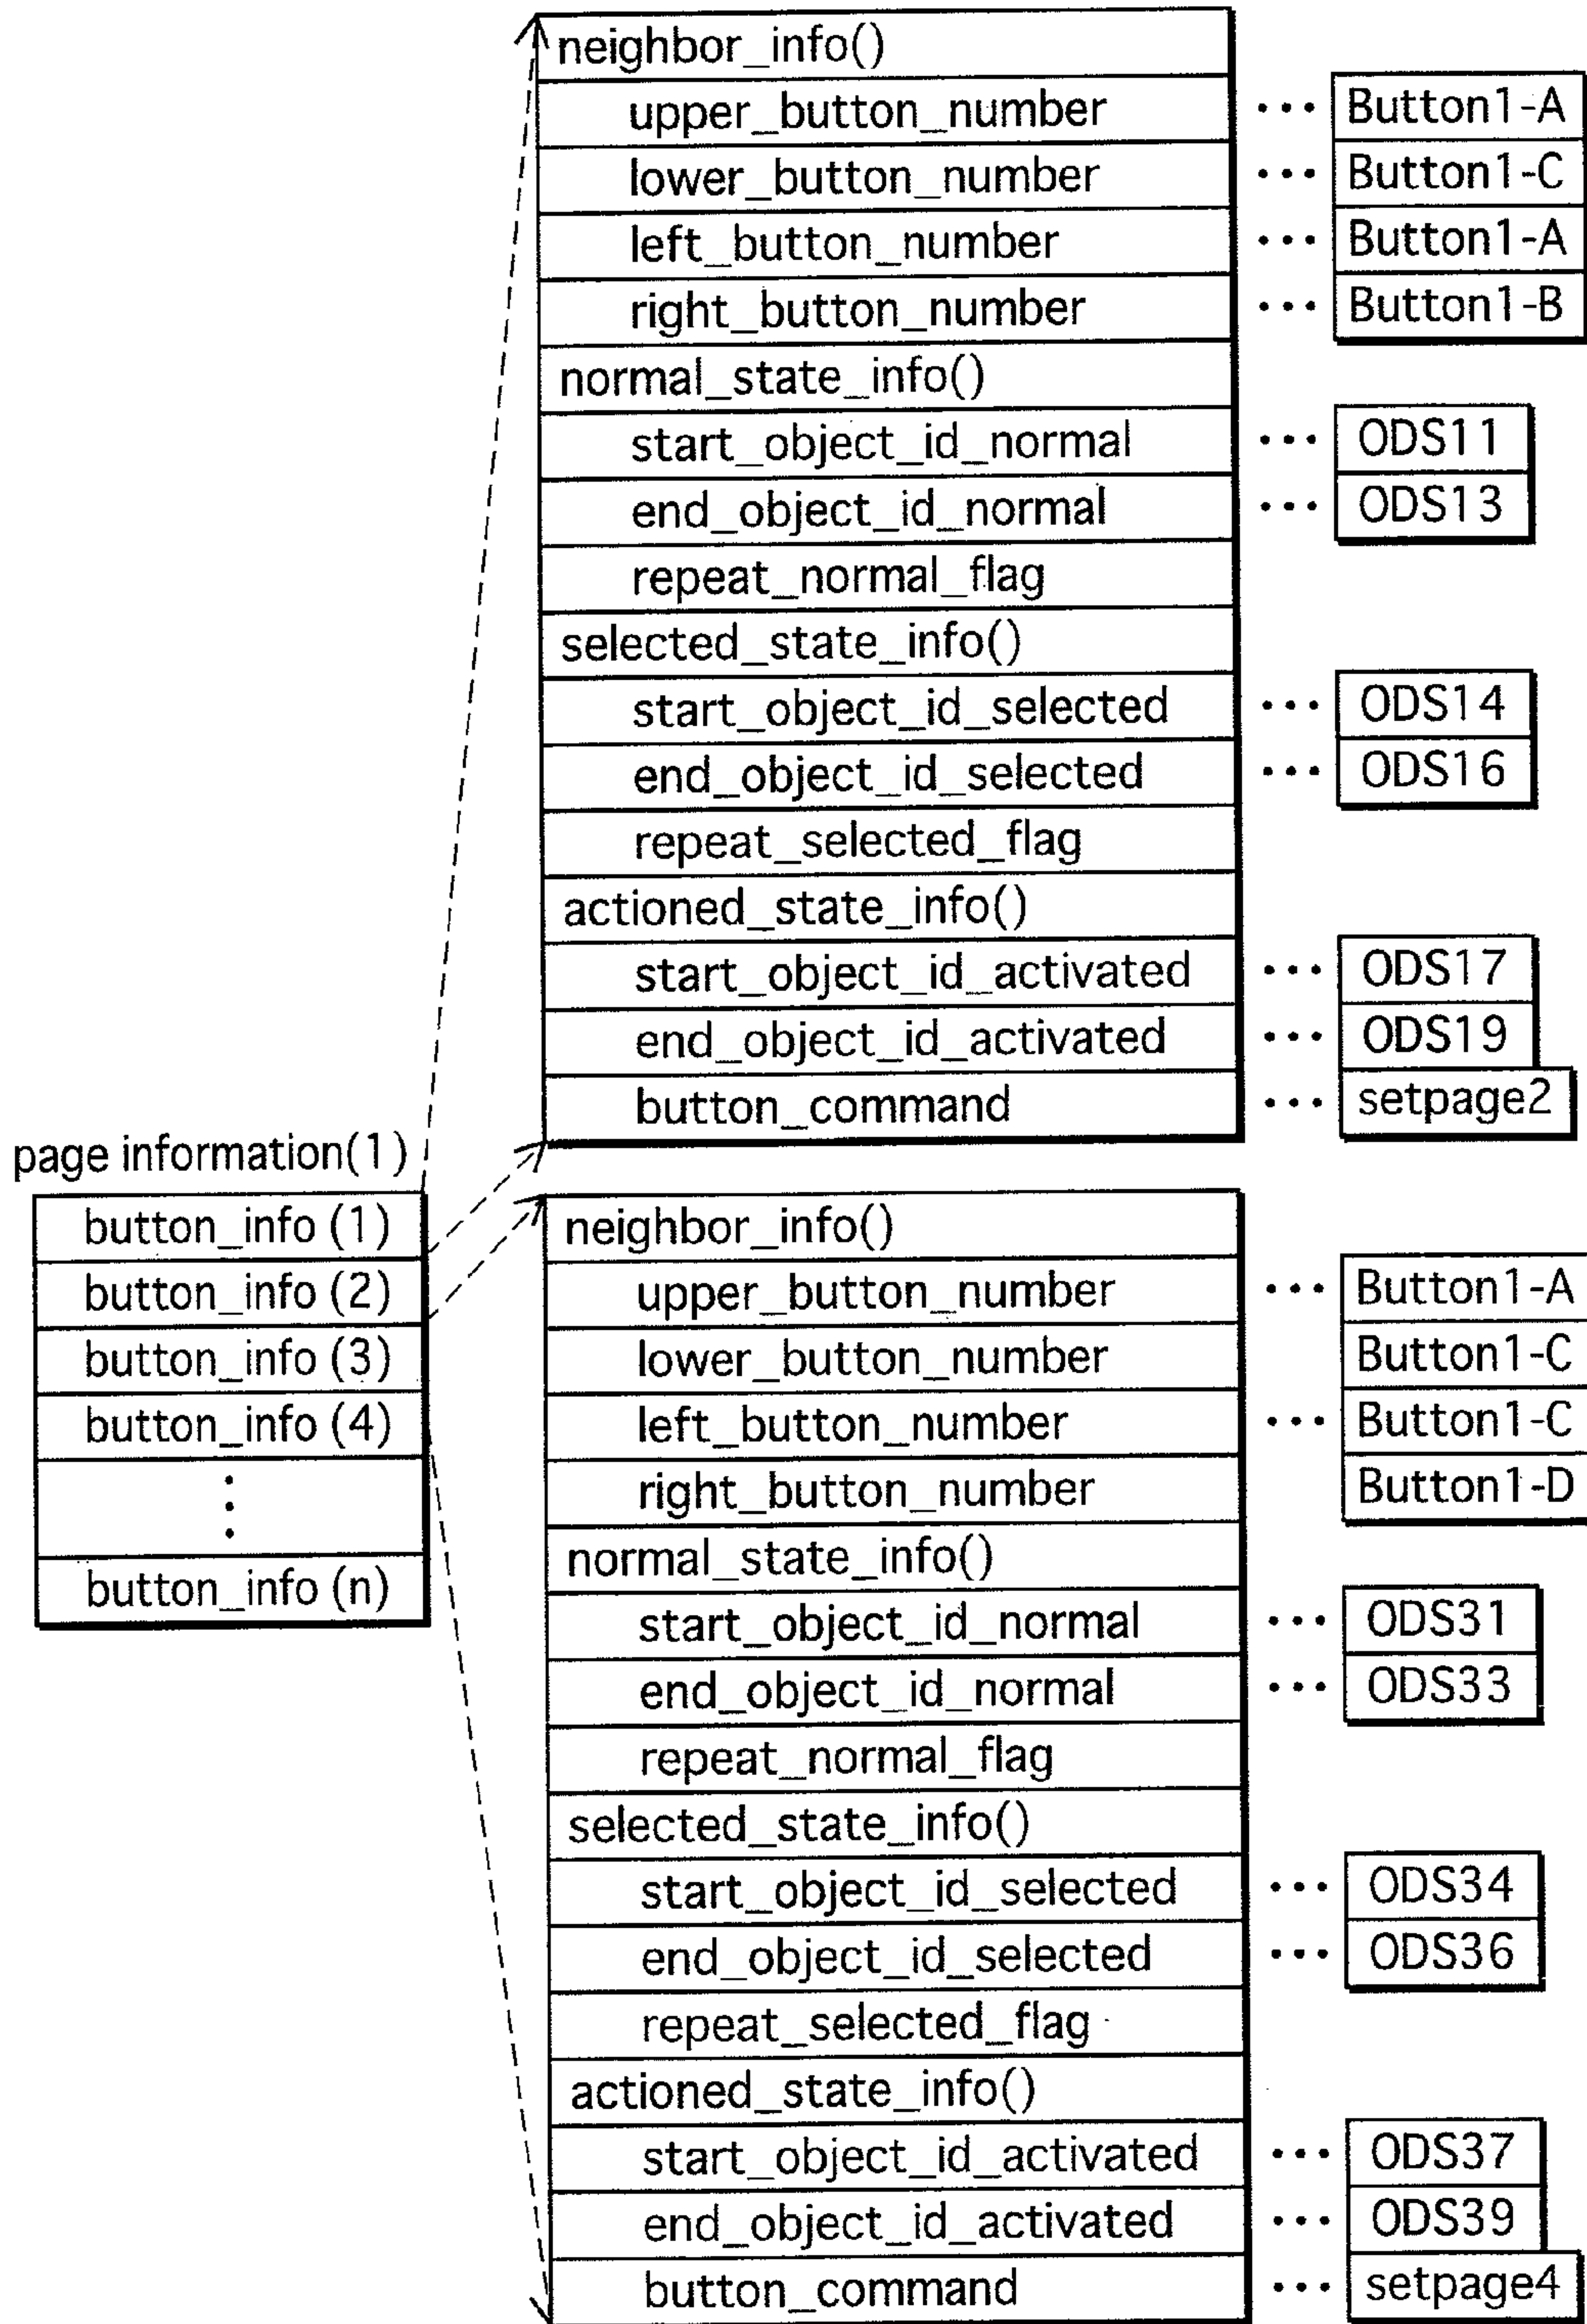 neighbor_info()
upper_button_number ... Button1-A
lower_button_number ... Button1-C
left_button_number ... Button1-A
right_button_number ... Button1-B
normal_state_info()
start_object_id_normal ... ODS11
end_object_id_normal ... ODS13
repeat_normal_flag
selected_state_info()
start_object_id_selected ... ODS14
end_object_id_selected ... ODS16
repeat_selected_flag
actioned_state_info()
start_object_id_activated ... ODS17
end_object_id_activated ... ODS19
button_command ... setpage2
page information(1)
button_info (1)
button_info (2)
button_info (3)
button_info (4)
⋮
button_info (n)
neighbor_info()
upper_button_number ... Button1-A
lower_button_number Button1-C
left_button_number ... Button1-C
right_button_number Button1-D
normal_state_info()
start_object_id_normal ... ODS31
end_object_id_normal ... ODS33
repeat_normal_flag
selected_state_info()
start_object_id_selected ... ODS34
end_object_id_selected ... ODS36
repeat_selected_flag
actioned_state_info()
start_object_id_activated ... ODS37
end_object_id_activated ... ODS39
button_command ... setpage4